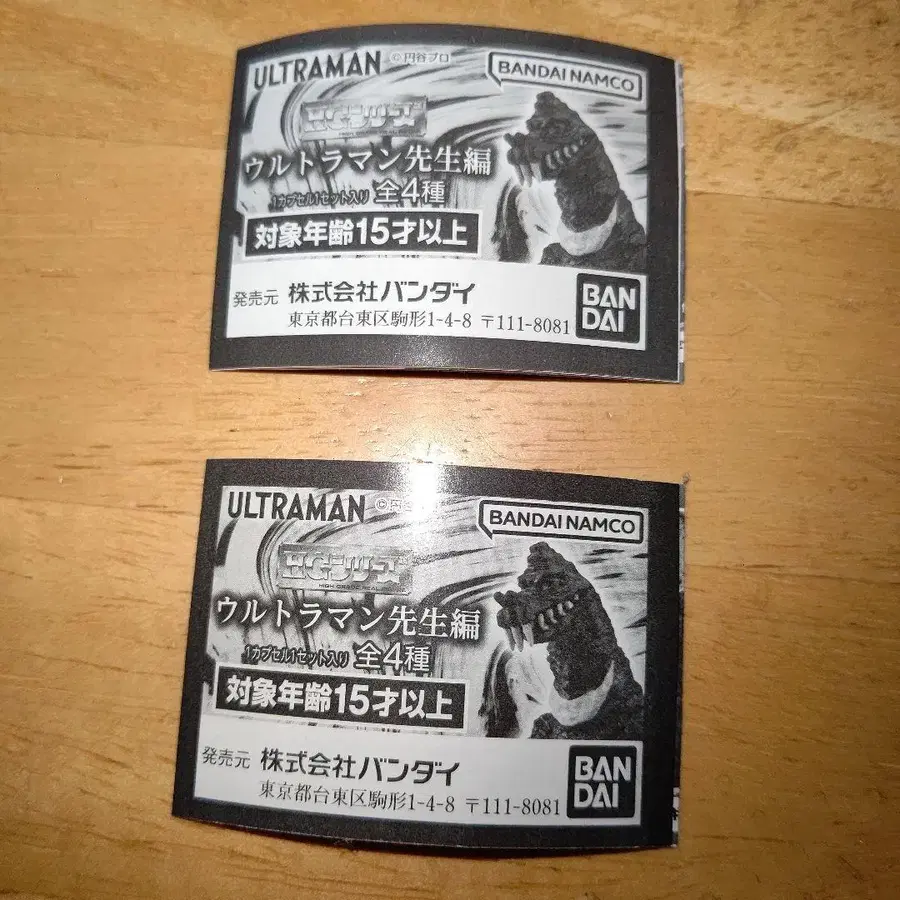 ULTRAMAN ©円谷プロ
BANDAI NAMCO
HGシリーズ
ウルトラマン先生編
1カプセル1セット入り 全4種
対象年齢15才以上
発売元 株式会社バンダイ
東京都台東区駒形1-4-8 〒111-8081
BAN
DAI
ULTRAMAN ©円谷
BANDAI NAMCO
HGシリーズ
HIGH GRADE REAL
ウルトラマン先生編
1カプセル1セット入り 全4種
対象年齢15才以上
発売元 株式会社バンダイ
東京都台東区駒形1-4-8 〒111-8081
BAN
DAI